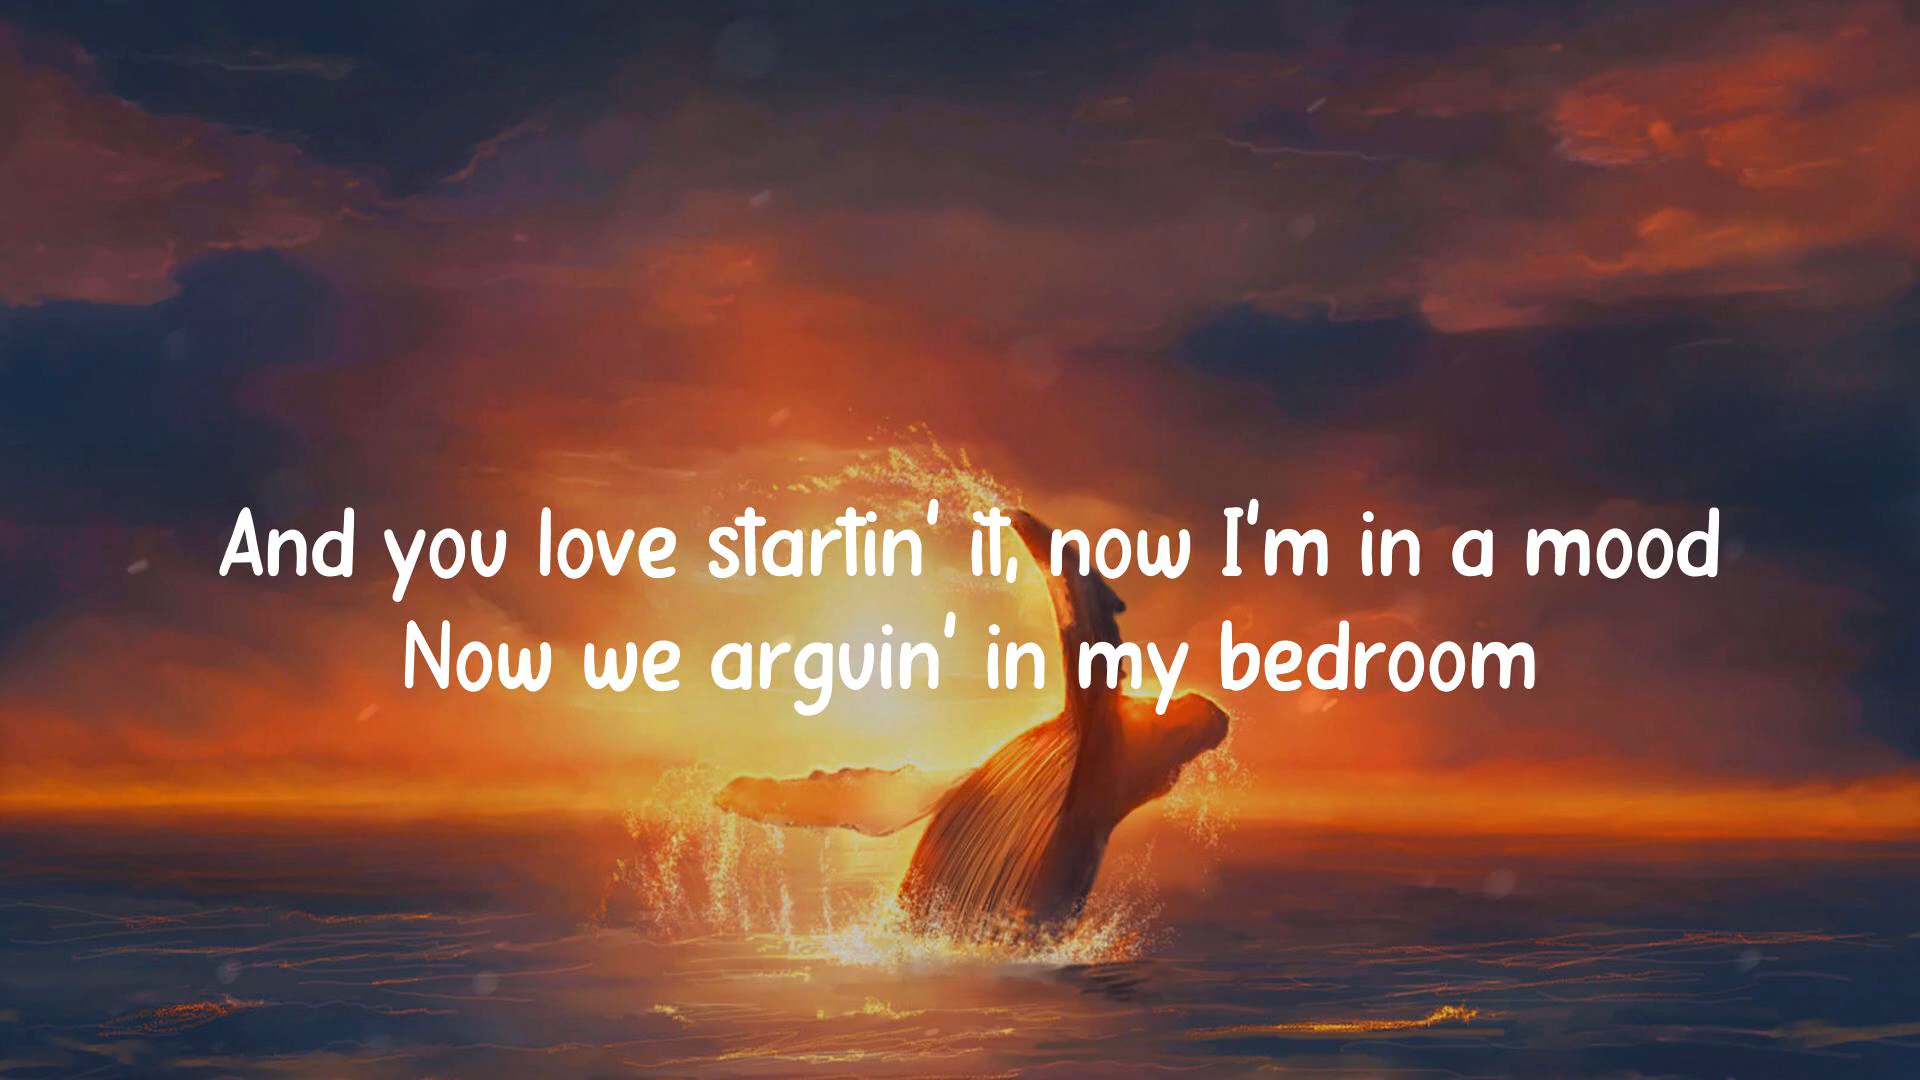 And you love startin' it, now I'm in a mood
Now we arguin' in my bedroom